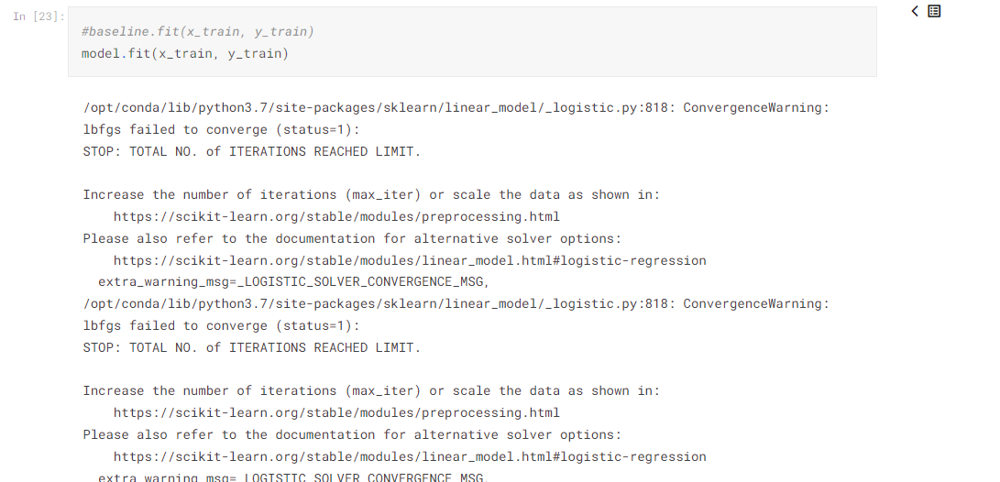 In [23]:
#baseline.fit(x_train, y_train)
model.fit(x_train, y_train)
/opt/conda/lib/python3.7/site-packages/sklearn/linear_model/_logistic.py:818: ConvergenceWarning:
lbfgs failed to converge (status=1):
STOP: TOTAL NO. of ITERATIONS REACHED LIMIT.
Increase the number of iterations (max_iter) or scale the data as shown in:
https://scikit-learn.org/stable/modules/preprocessing.html
Please also refer to the documentation for alternative solver options:
https://scikit-learn.org/stable/modules/linear_model.html#logistic-regression
extra_warning_msg=_LOGISTIC_SOLVER_CONVERGENCE_MSG,
/opt/conda/lib/python3.7/site-packages/sklearn/linear_model/_logistic.py:818: ConvergenceWarning:
lbfgs failed to converge (status=1):
STOP: TOTAL NO. of ITERATIONS REACHED LIMIT.
Increase the number of iterations (max_iter) or scale the data as shown in:
https://scikit-learn.org/stable/modules/preprocessing.html
Please also refer to the documentation for alternative solver options:
https://scikit-learn.org/stable/modules/linear_model.html#logistic-regression
extra_warning_msg=_LOGISTIC_SOLVER_CONVERGENCE_MSG,